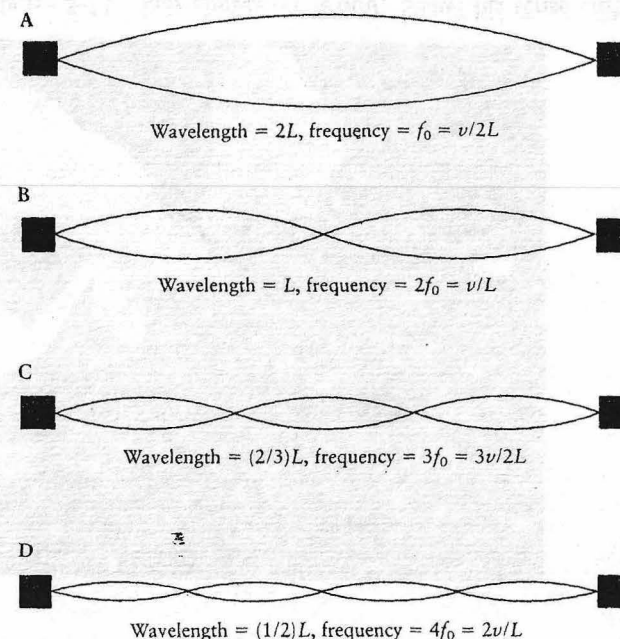 A
Wavelength = 2L, frequency = f₀ = v/2L
B
Wavelength = L, frequency = 2f₀ = v/L
C
Wavelength = (2/3)L, frequency = 3f₀ = 3v/2L
D
Wavelength = (1/2)L, frequency = 4f₀ = 2v/L